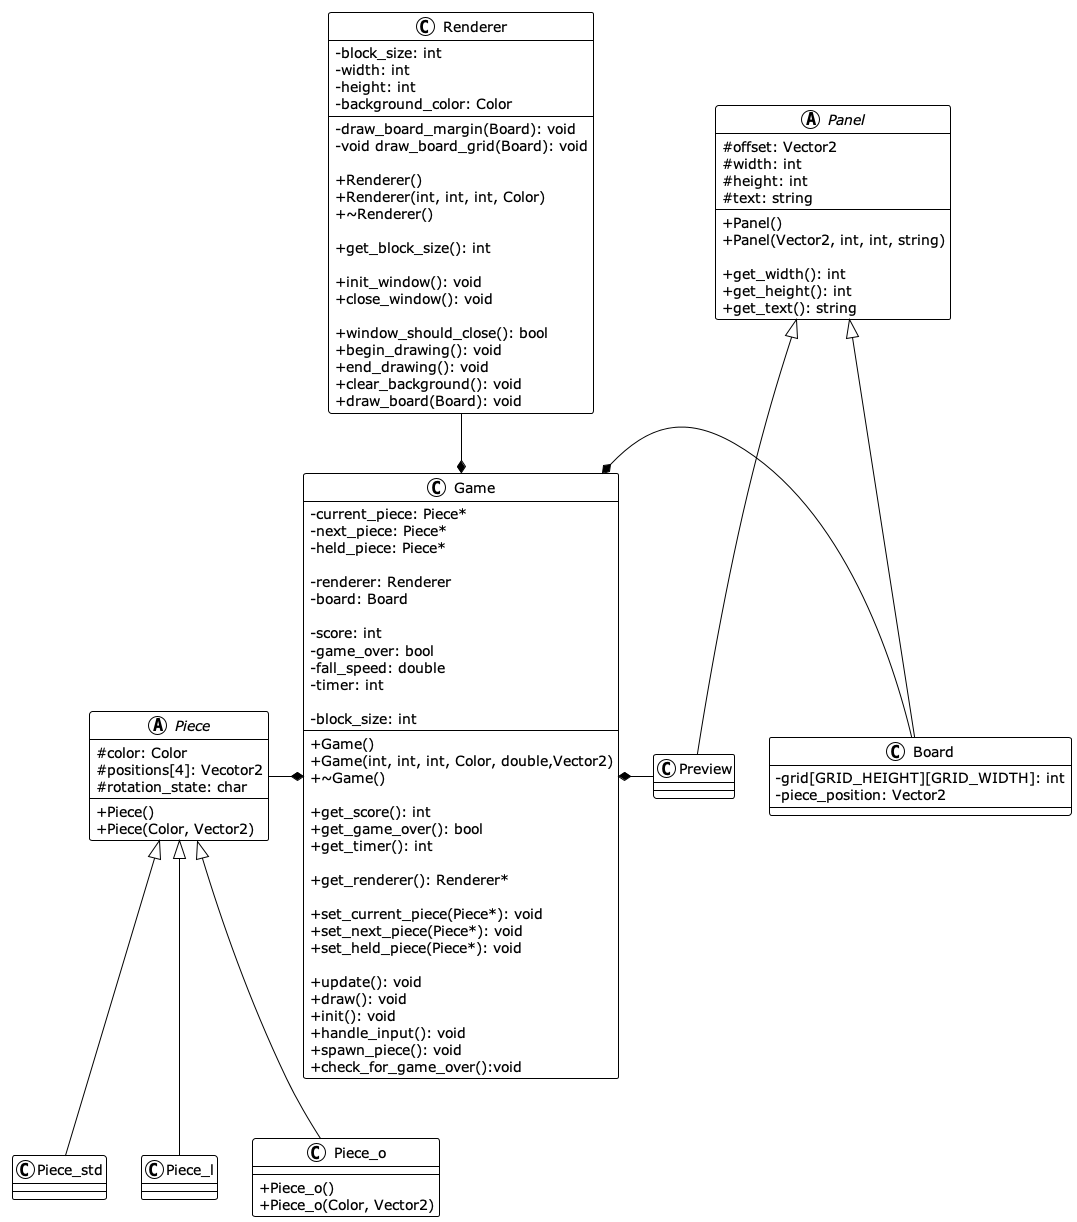 C Renderer
-block_size: int
-width: int
-height: int
-background_color: Color
-draw_board_margin(Board): void
-void draw_board_grid(Board): void
+Renderer()
+Renderer(int, int, int, Color)
+~Renderer()
+get_block_size(): int
+init_window(): void
+close_window(): void
+window_should_close(): bool
+begin_drawing(): void
+end_drawing(): void
+clear_background(): void
+draw_board(Board): void
A Panel
#offset: Vector2
#width: int
#height: int
#text: string
+Panel()
+Panel(Vector2, int, int, string)
+get_width(): int
+get_height(): int
+get_text(): string
C Game
-current_piece: Piece*
-next_piece: Piece*
-held_piece: Piece*
-renderer: Renderer
-board: Board
-score: int
-game_over: bool
-fall_speed: double
-timer: int
-block_size: int
+Game()
+Game(int, int, int, Color, double,Vector2)
+~Game()
+get_score(): int
+get_game_over(): bool
+get_timer(): int
+get_renderer(): Renderer*
+set_current_piece(Piece*): void
+set_next_piece(Piece*): void
+set_held_piece(Piece*): void
+update(): void
+draw(): void
+init(): void
+handle_input(): void
+spawn_piece(): void
+check_for_game_over():void
A Piece
#color: Color
#positions[4]: Vecotor2
#rotation_state: char
+Piece()
+Piece(Color, Vector2)
C Preview
C Board
-grid[GRID_HEIGHT][GRID_WIDTH]: int
-piece_position: Vector2
C Piece_std
C Piece_l
C Piece_o
+Piece_o()
+Piece_o(Color, Vector2)